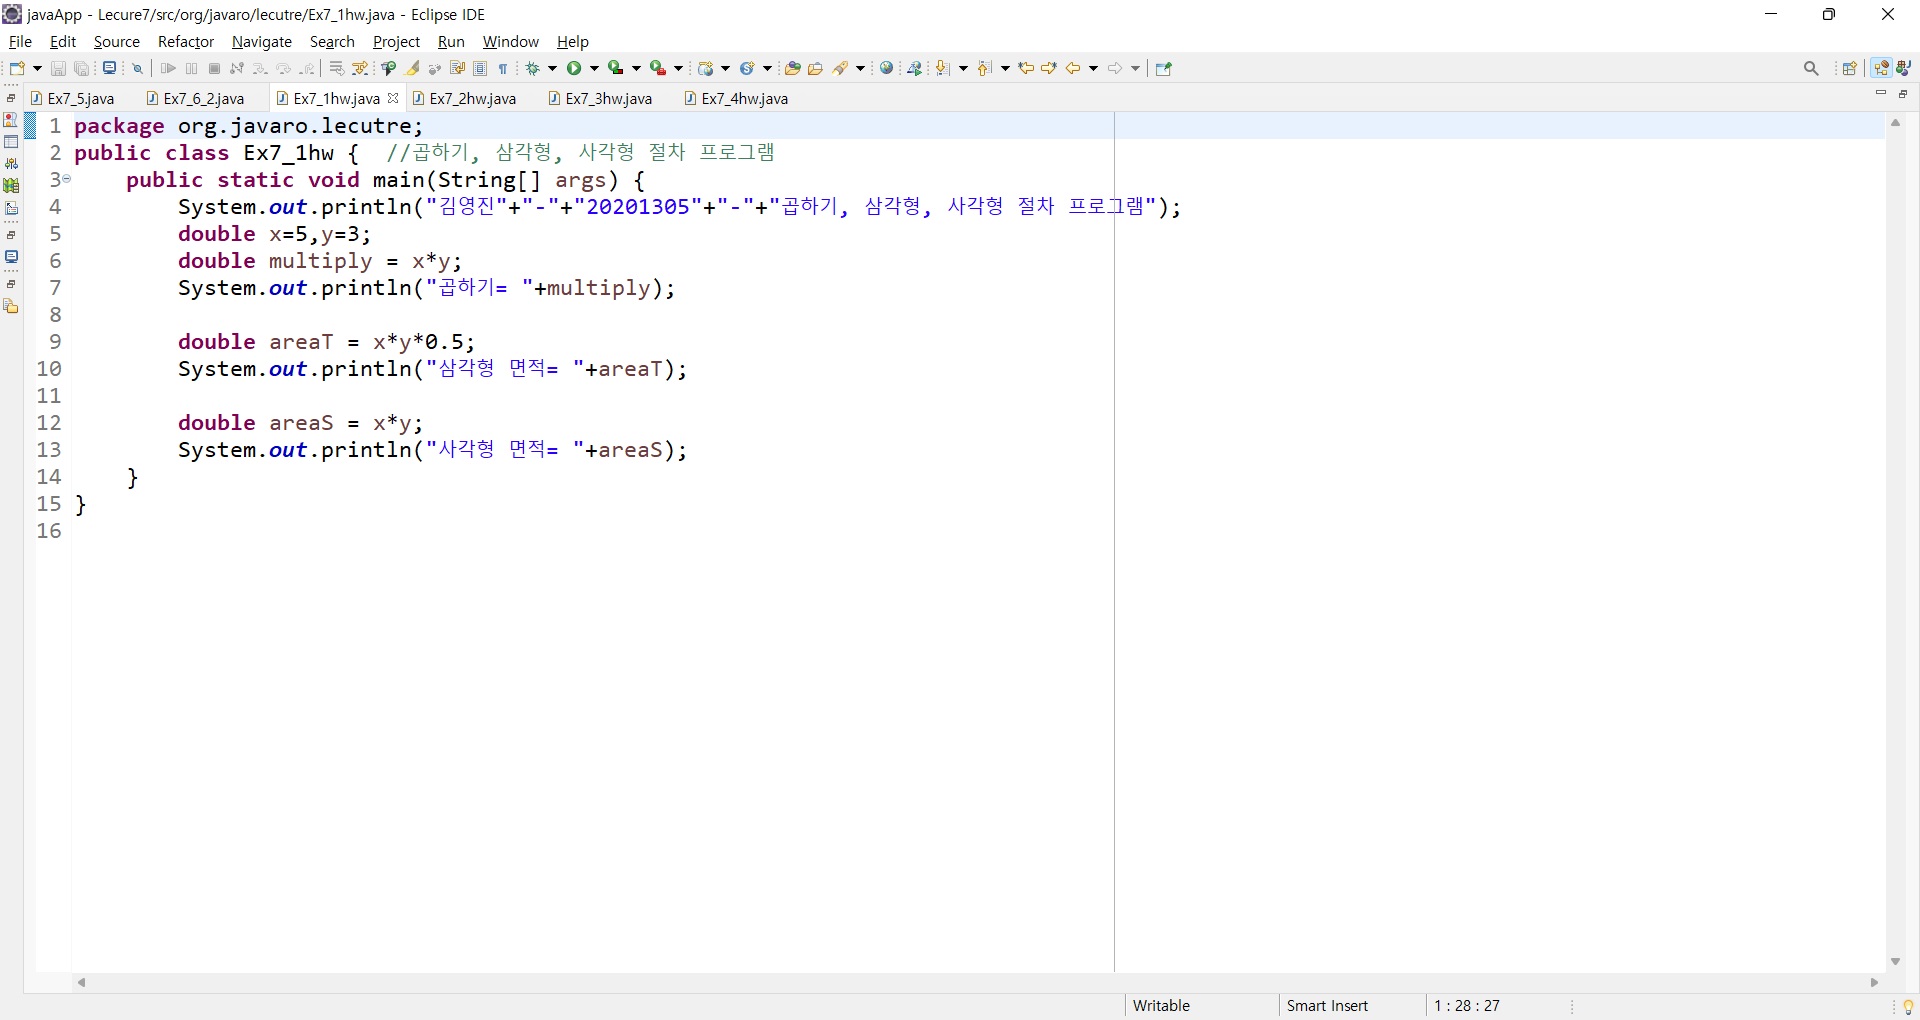 javaApp - Lecure7/src/org/javaro/lecutre/Ex7_1hw.java - Eclipse IDE
File Edit Source Refactor Navigate Search Project Run Window Help
Ex7_5.java Ex7_6_2.java Ex7_1hw.java Ex7_2hw.java Ex7_3hw.java Ex7_4hw.java
1 package org.javaro.lecutre;
2 public class Ex7_1hw { //곱하기, 삼각형, 사각형 절차 프로그램
3 public static void main(String[] args) {
4 System.out.println("김영진"+"-"+"20201305"+"-"+"곱하기, 삼각형, 사각형 절차 프로그램");
5 double x=5,y=3;
6 double multiply = x*y;
7 System.out.println("곱하기= "+multiply);
8
9 double areaT = x*y*0.5;
10 System.out.println("삼각형 면적= "+areaT);
11
12 double areaS = x*y;
13 System.out.println("사각형 면적= "+areaS);
14 }
15 }
16
Writable Smart Insert 1 : 28 : 27